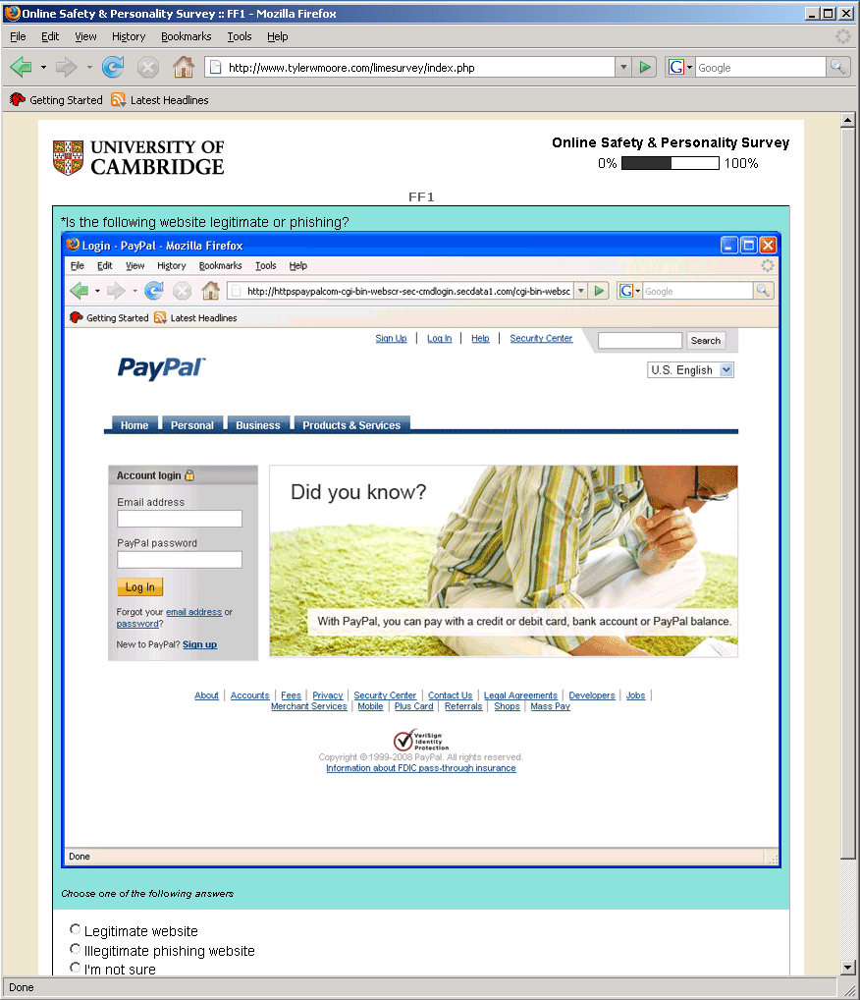 Online Safety & Personality Survey :: FF1 - Mozilla Firefox
File Edit View History Bookmarks Tools Help
http://www.tylerwmoore.com/limesurvey/index.php
G Google
Getting Started Latest Headlines
UNIVERSITY OF
CAMBRIDGE
Online Safety & Personality Survey
0% 100%
FF1
*Is the following website legitimate or phishing?
Login - PayPal - Mozilla Firefox
File Edit View History Bookmarks Tools Help
http://httpspaypalcom-cgi-bin-webscr-sec-cmdlogin.secdata1.com/cgi-bin-websc
G Google
Getting Started Latest Headlines
Sign Up | Log In | Help | Security Center
Search
PayPal™
U.S. English
Home Personal Business Products & Services
Account login
Email address
PayPal password
Log In
Forgot your email address or
password?
New to PayPal? Sign up
Did you know?
With PayPal, you can pay with a credit or debit card, bank account or PayPal balance.
About | Accounts | Fees | Privacy | Security Center | Contact Us | Legal Agreements | Developers | Jobs |
Merchant Services | Mobile | Plus Card | Referrals | Shops | Mass Pay
VeriSign
Identity
Protection
Copyright © 1999-2008 PayPal. All rights reserved.
Information about FDIC pass-through insurance
Done
Choose one of the following answers
Legitimate website
Illegitimate phishing website
I'm not sure
Done